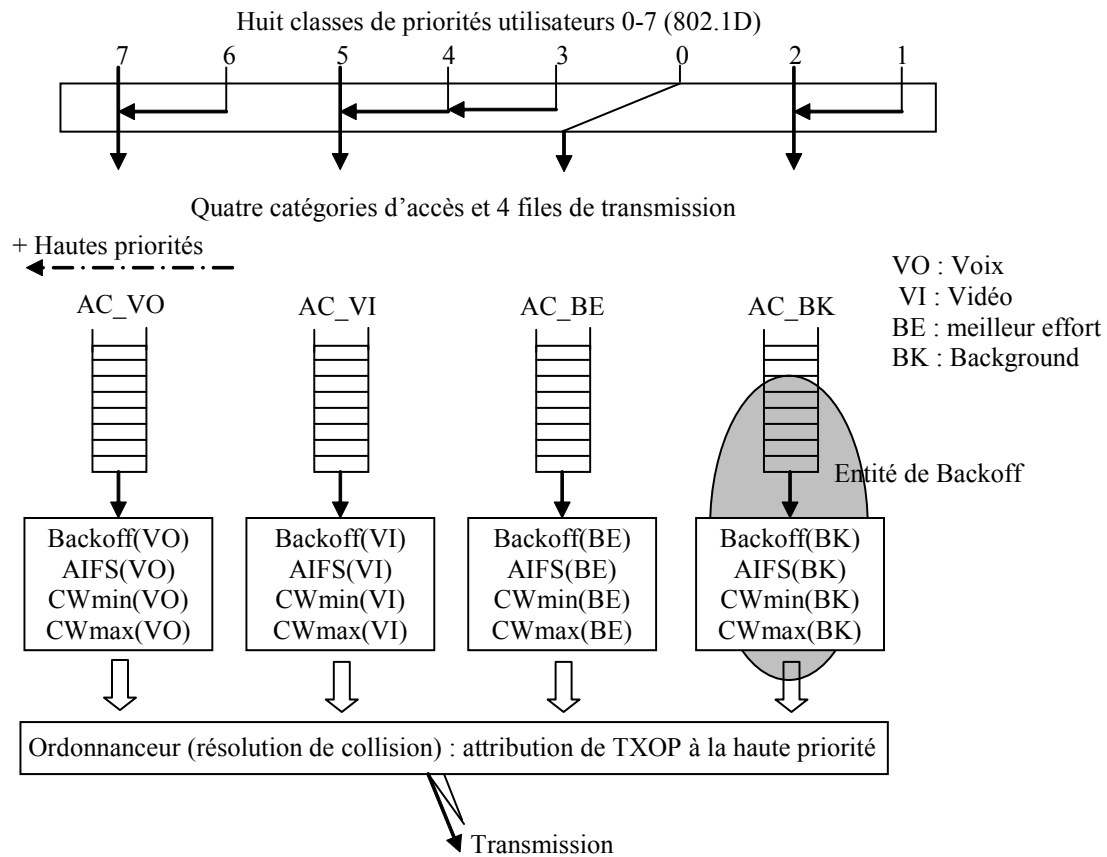 Huit classes de priorités utilisateurs 0-7 (802.1D)
7 6 5 4 3 0 2 1
Quatre catégories d'accès et 4 files de transmission
+ Hautes priorités
VO : Voix
VI : Vidéo
BE : meilleur effort
BK : Background
AC_VO AC_VI AC_BE AC_BK
Entité de Backoff
Backoff(VO) Backoff(VI) Backoff(BE) Backoff(BK)
AIFS(VO) AIFS(VI) AIFS(BE) AIFS(BK)
CWmin(VO) CWmin(VI) CWmin(BE) CWmin(BK)
CWmax(VO) CWmax(VI) CWmax(BE) CWmax(BK)
Ordonnanceur (résolution de collision) : attribution de TXOP à la haute priorité
Transmission